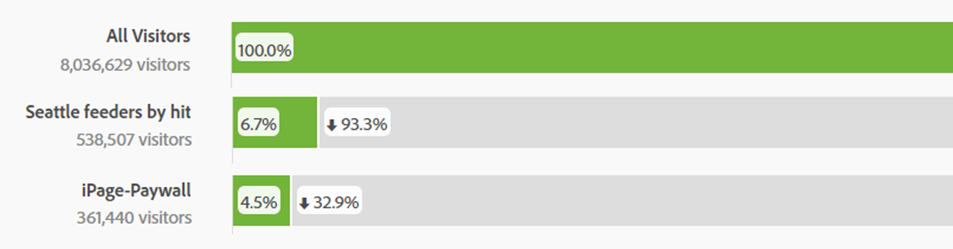 All Visitors
100.0%
8,036,629 visitors
Seattle feeders by hit
6.7% 93.3%
538,507 visitors
iPage-Paywall
4.5% 32.9%
361,440 visitors